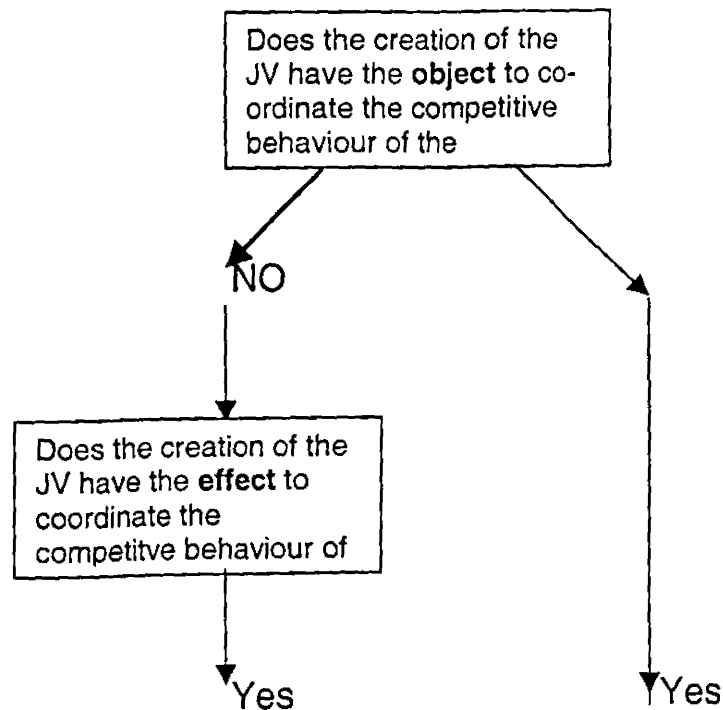 Does the creation of the
JV have the object to co-
ordinate the competitive
behaviour of the
NO
Does the creation of the
JV have the effect to
coordinate the
competitve behaviour of
Yes
Yes